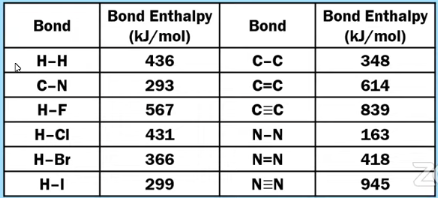 Bond Bond Enthalpy (kJ/mol) Bond Bond Enthalpy (kJ/mol)
H–H 436 C–C 348
C–N 293 C=C 614
H–F 567 C≡C 839
H–Cl 431 N–N 163
H–Br 366 N=N 418
H–I 299 N≡N 945